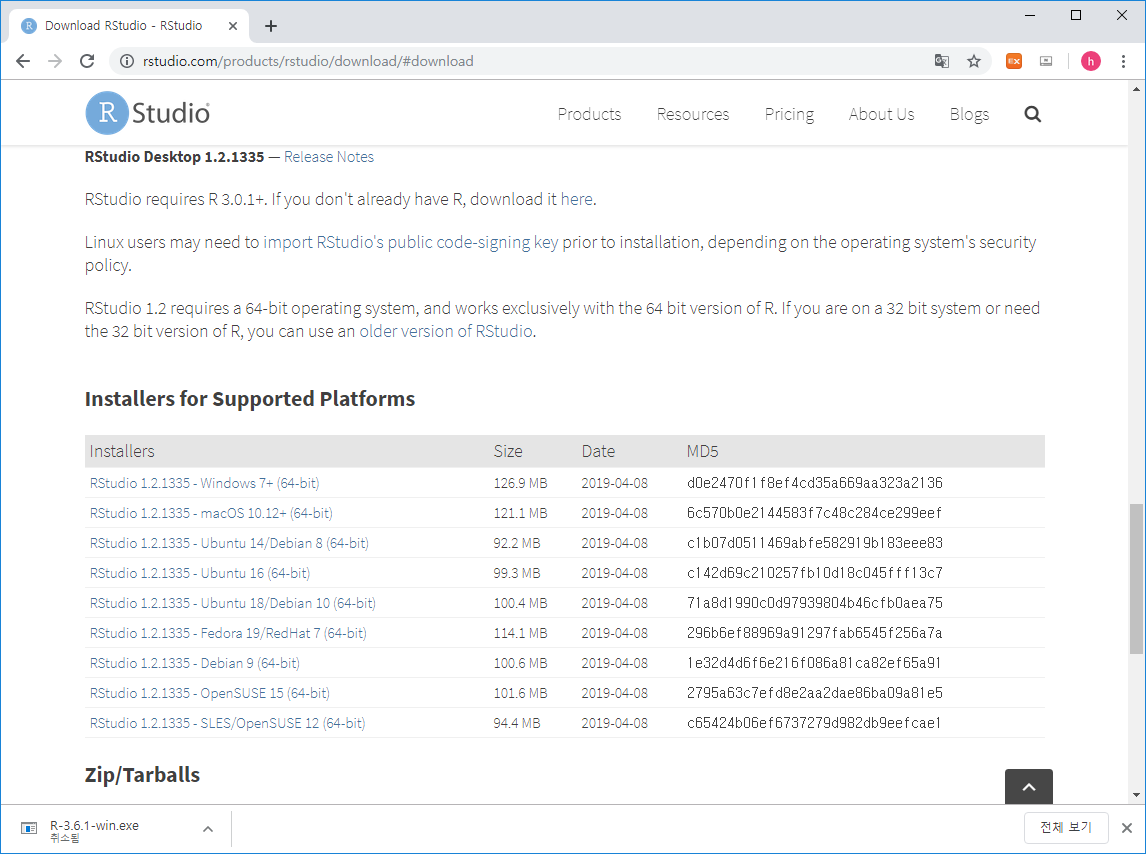 Download RStudio - RStudio
rstudio.com/products/rstudio/download/#download
EX
h
R Studio®
Products Resources Pricing About Us Blogs
RStudio Desktop 1.2.1335 — Release Notes
RStudio requires R 3.0.1+. If you don't already have R, download it here.
Linux users may need to import RStudio's public code-signing key prior to installation, depending on the operating system's security
policy.
RStudio 1.2 requires a 64-bit operating system, and works exclusively with the 64 bit version of R. If you are on a 32 bit system or need
the 32 bit version of R, you can use an older version of RStudio.
Installers for Supported Platforms
Installers Size Date MD5
RStudio 1.2.1335 - Windows 7+ (64-bit) 126.9 MB 2019-04-08 d0e2470f1f8ef4cd35a669aa323a2136
RStudio 1.2.1335 - macOS 10.12+ (64-bit) 121.1 MB 2019-04-08 6c570b0e2144583f7c48c284ce299eef
RStudio 1.2.1335 - Ubuntu 14/Debian 8 (64-bit) 92.2 MB 2019-04-08 c1b07d0511469abfe582919b183eee83
RStudio 1.2.1335 - Ubuntu 16 (64-bit) 99.3 MB 2019-04-08 c142d69c210257fb10d18c045fff13c7
RStudio 1.2.1335 - Ubuntu 18/Debian 10 (64-bit) 100.4 MB 2019-04-08 71a8d1990c0d97939804b46cfb0aea75
RStudio 1.2.1335 - Fedora 19/RedHat 7 (64-bit) 114.1 MB 2019-04-08 296b6ef88969a91297fab6545f256a7a
RStudio 1.2.1335 - Debian 9 (64-bit) 100.6 MB 2019-04-08 1e32d4d6f6e216f086a81ca82ef65a91
RStudio 1.2.1335 - OpenSUSE 15 (64-bit) 101.6 MB 2019-04-08 2795a63c7efd8e2aa2dae86ba09a81e5
RStudio 1.2.1335 - SLES/OpenSUSE 12 (64-bit) 94.4 MB 2019-04-08 c65424b06ef6737279d982db9eefcae1
Zip/Tarballs
R-3.6.1-win.exe
취소됨
전체 보기